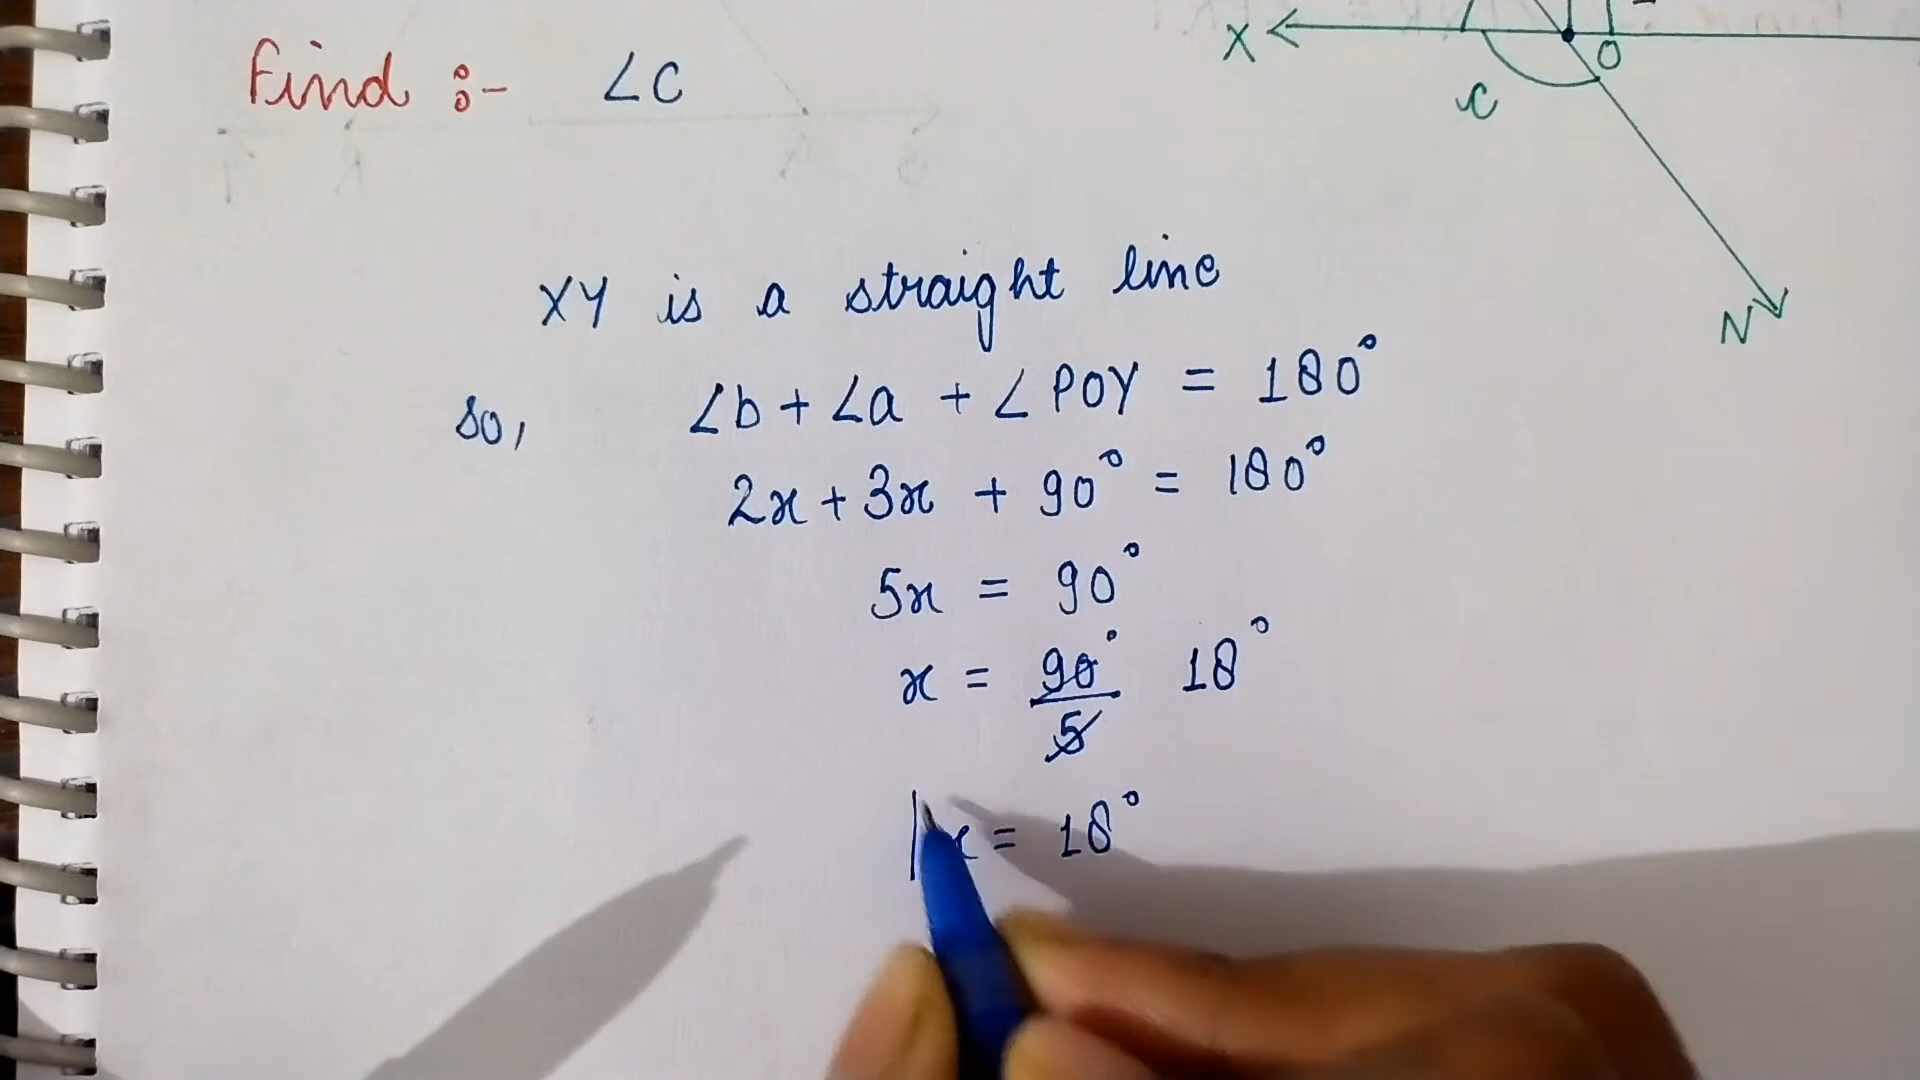 Find :- ∠C
X
O
C
N
XY is a straight line
so, ∠b + ∠a + ∠POY = 180°
2x + 3x + 90° = 180°
5x = 90°
x = 90°/5 18°
x = 18°